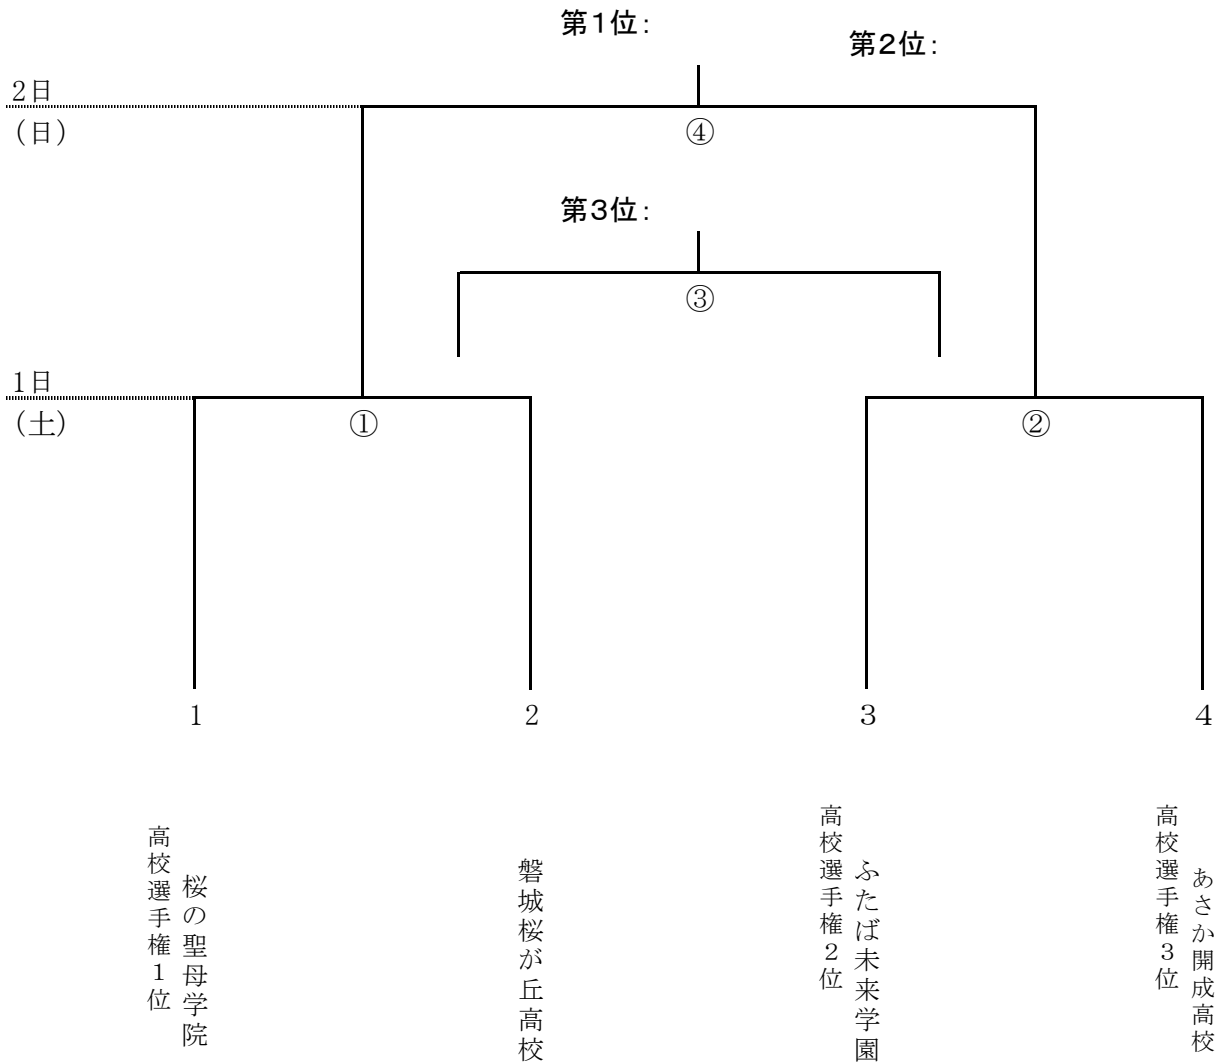 第1位：
第2位：
2日
（日）
④
第3位：
③
1日
（土）
①
②
1
2
3
4
高校選手権1位
桜の聖母学院
磐城桜が丘高校
高校選手権2位
ふたば未来学園
高校選手権3位
あさか開成高校